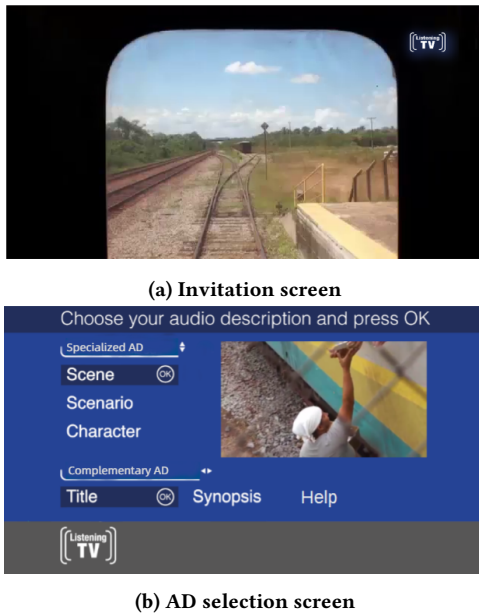 Listening
TV
(a) Invitation screen
Choose your audio description and press OK
Specialized AD
Scene OK
Scenario
Character
Complementary AD
Title OK Synopsis Help
Listening
TV
(b) AD selection screen